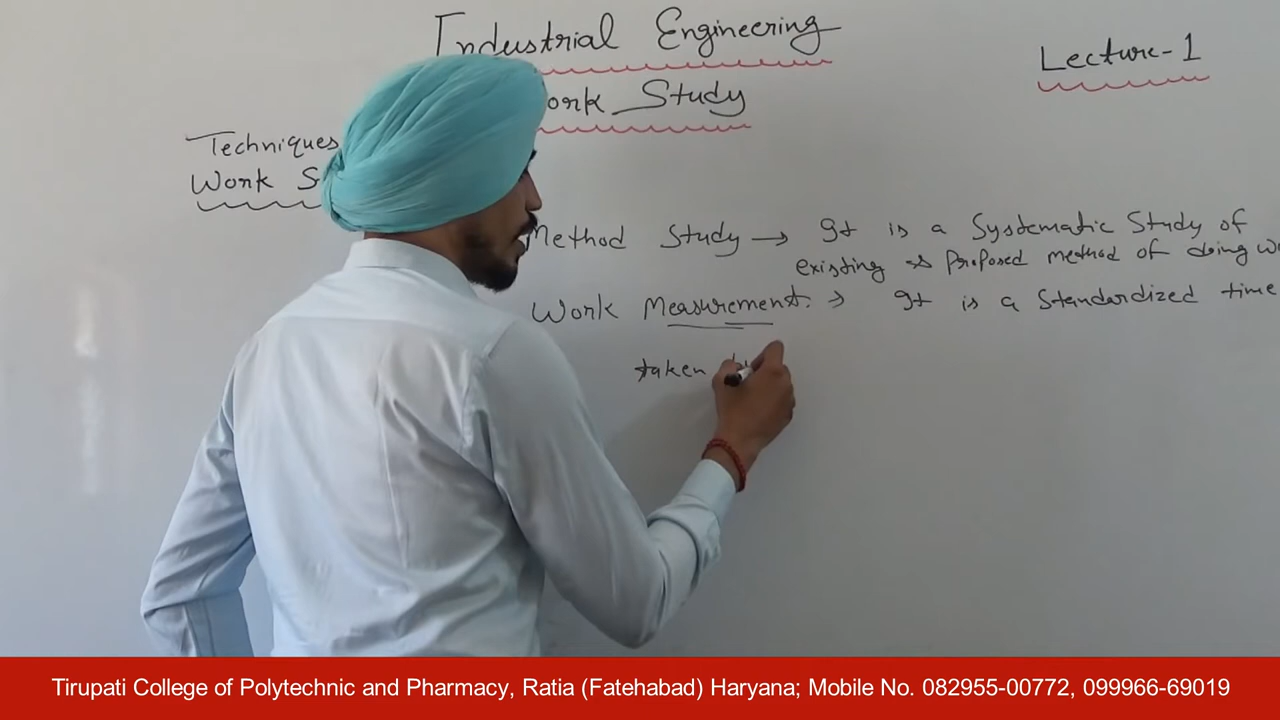 Industrial Engineering
Lecture-1
ork Study
Techniques
Work S
Method Study → It is a Systematic Study of
existing & Proposed method of doing W
Work Measurement. → It is a Standardized time
taken
Tirupati College of Polytechnic and Pharmacy, Ratia (Fatehabad) Haryana; Mobile No. 082955-00772, 099966-69019